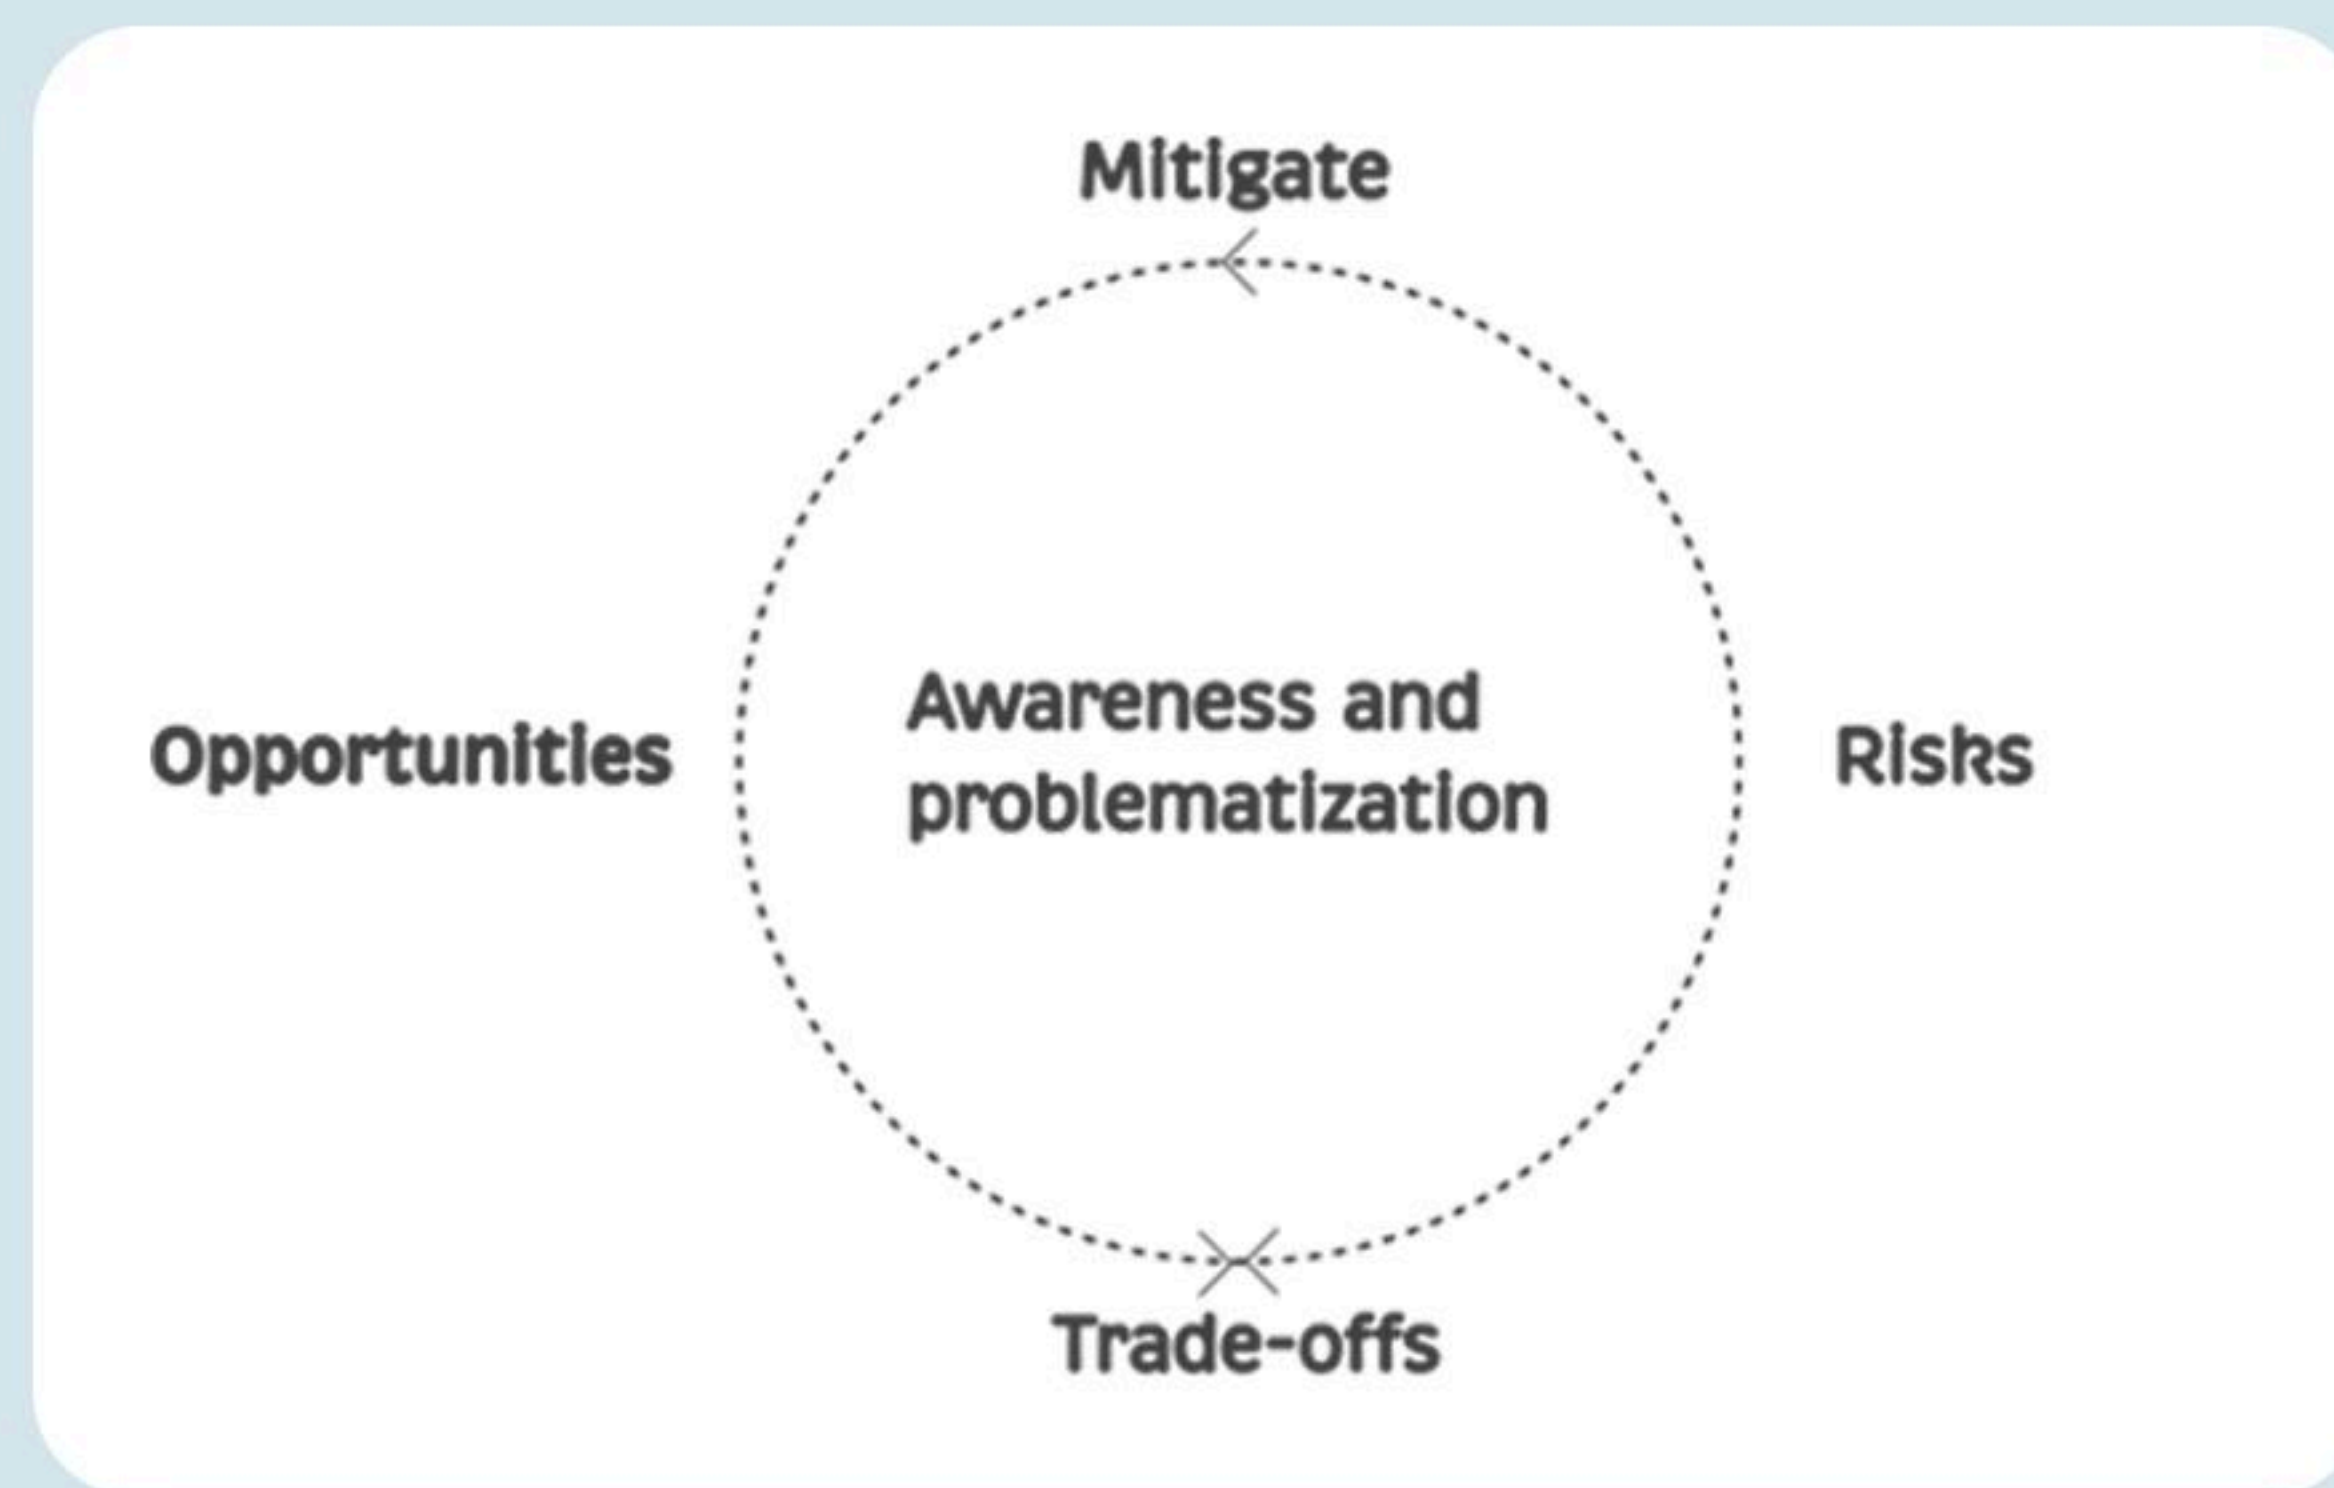 Mitigate
Awareness and
problematization
Opportunities
Risks
Trade-offs